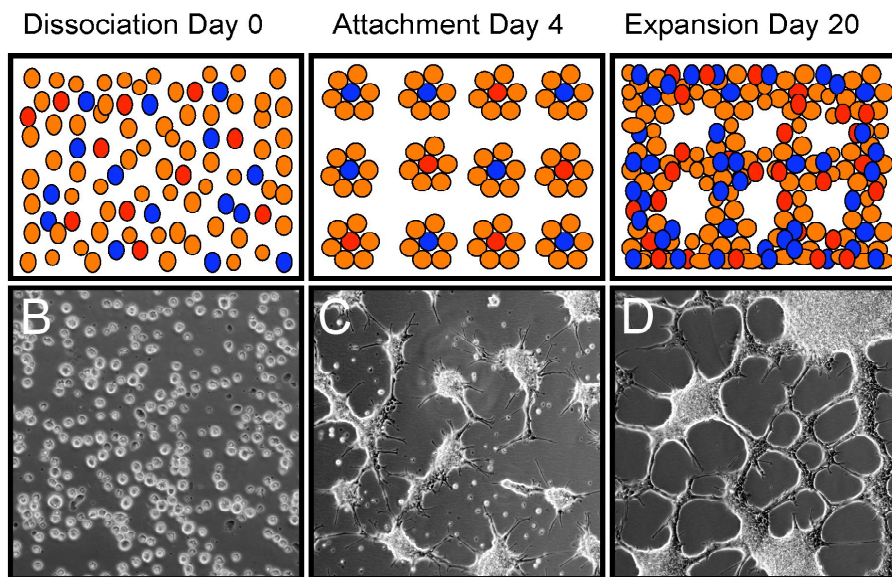 Dissociation Day 0
Attachment Day 4
Expansion Day 20
B
C
D